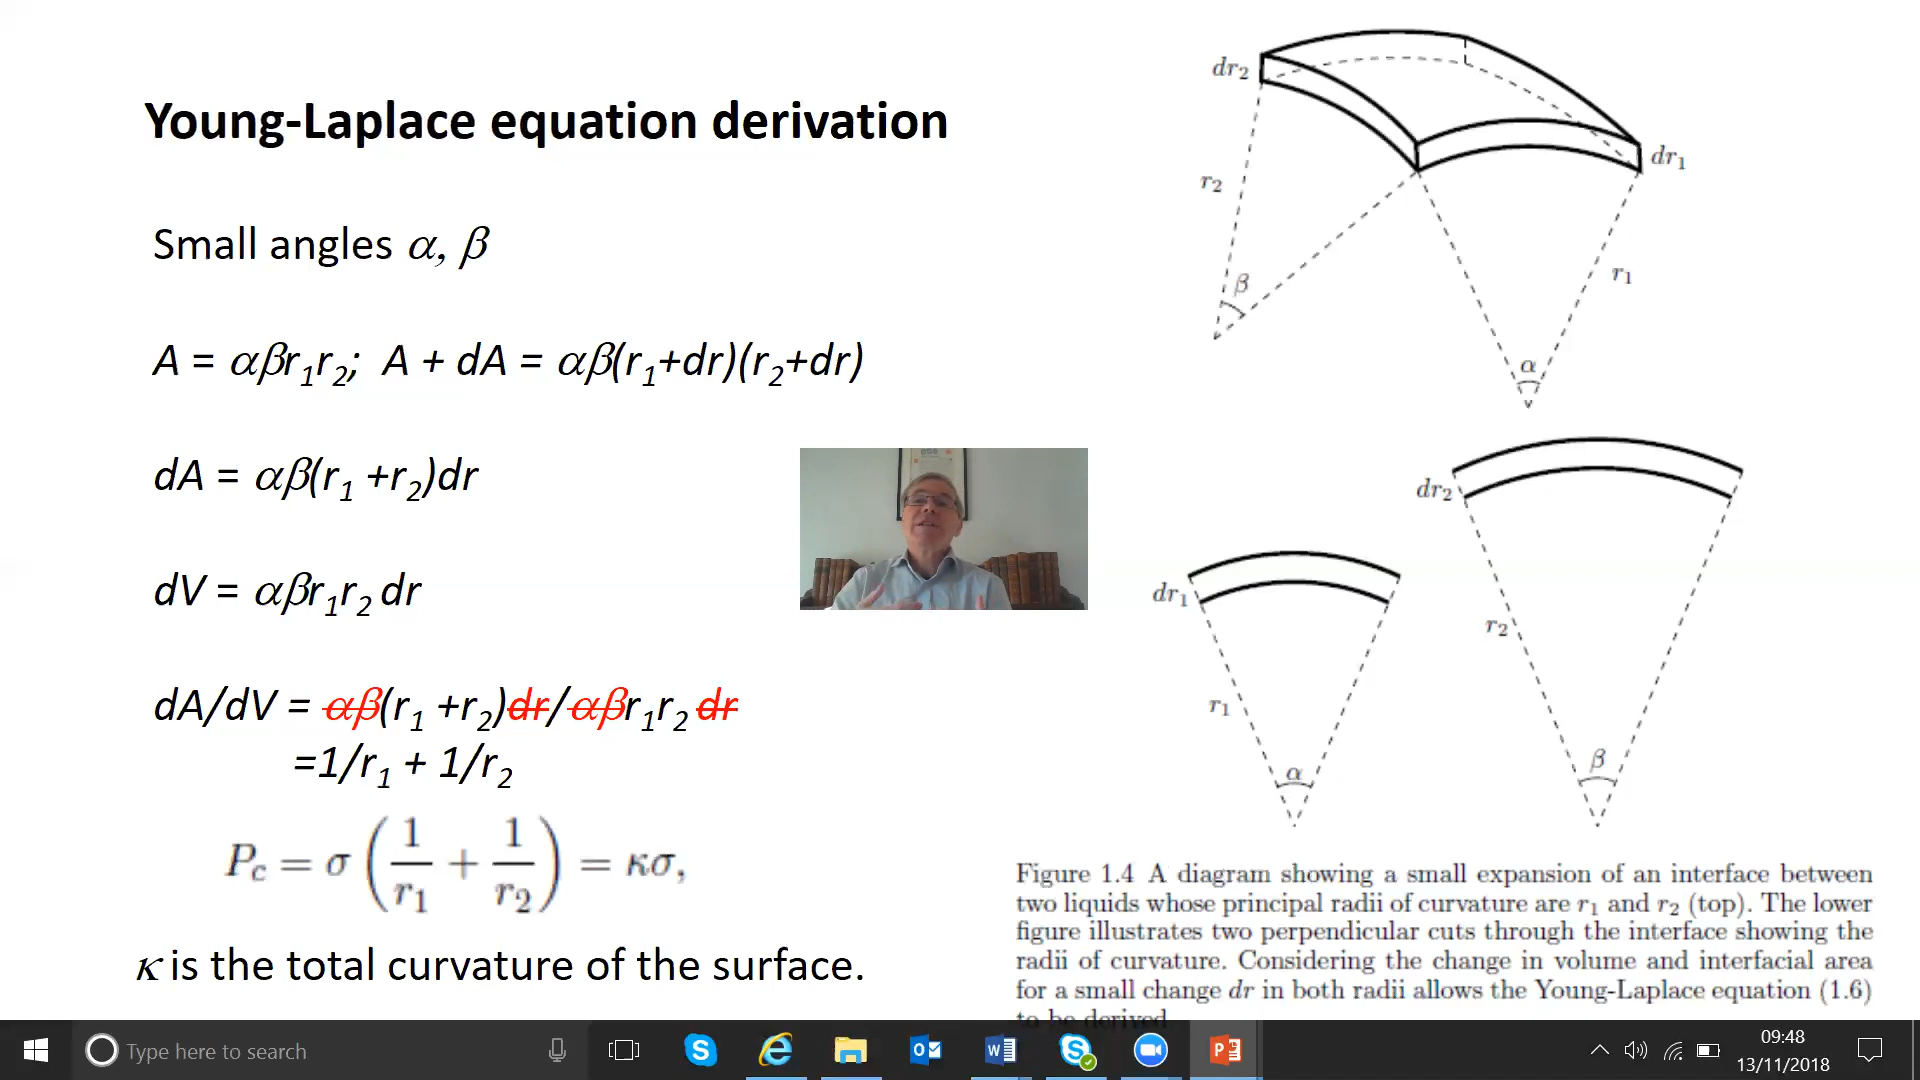 Young-Laplace equation derivation
Small angles α, β
A = αβr₁r₂; A + dA = αβ(r₁+dr)(r₂+dr)
dA = αβ(r₁ +r₂)dr
dV = αβr₁r₂ dr
dA/dV = αβ(r₁ +r₂)dr/αβr₁r₂ dr
=1/r₁ + 1/r₂
P_c = σ (1/r₁ + 1/r₂) = κσ,
κ is the total curvature of the surface.
dr₂
dr₁
r₂
r₁
β
α
dr₂
dr₁
r₂
r₁
β
α
Figure 1.4 A diagram showing a small expansion of an interface between
two liquids whose principal radii of curvature are r₁ and r₂ (top). The lower
figure illustrates two perpendicular cuts through the interface showing the
radii of curvature. Considering the change in volume and interfacial area
for a small change dr in both radii allows the Young-Laplace equation (1.6)
to be derived
Type here to search
09:48
13/11/2018